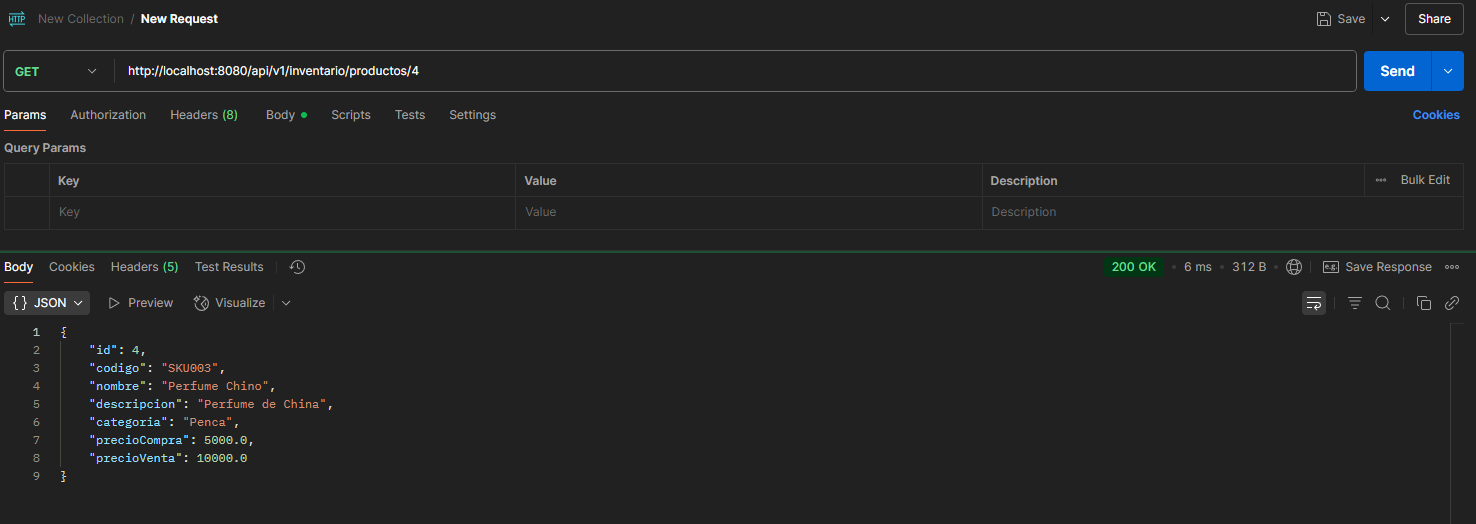 HTTP New Collection / New Request Save Share
GET http://localhost:8080/api/v1/inventario/productos/4 Send
Params Authorization Headers (8) Body Scripts Tests Settings Cookies
Query Params
Key Value Description Bulk Edit
Key Value Description
Body Cookies Headers (5) Test Results 200 OK 6 ms 312 B e.g. Save Response
{} JSON Preview Visualize
1 {
2 "id": 4,
3 "codigo": "SKU003",
4 "nombre": "Perfume Chino",
5 "descripcion": "Perfume de China",
6 "categoria": "Penca",
7 "precioCompra": 5000.0,
8 "precioVenta": 10000.0
9 }